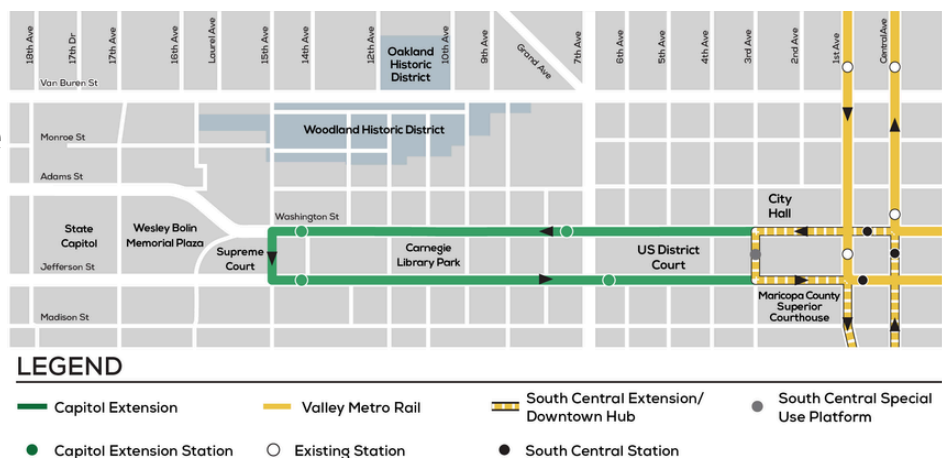 18th Ave
17th Dr
17th Ave
16th Ave
Laurel Ave
15th Ave
14th Ave
12th Ave
10th Ave
9th Ave
Grand Ave
7th Ave
6th Ave
5th Ave
4th Ave
3rd Ave
2nd Ave
1st Ave
Central Ave
Oakland
Historic
District
Van Buren St
Woodland Historic District
Monroe St
Adams St
City
Hall
Washington St
State
Capitol
Wesley Bolin
Memorial Plaza
Supreme
Court
Carnegie
Library Park
US District
Court
Jefferson St
Maricopa County
Superior
Courthouse
Madison St
LEGEND
Capitol Extension
Valley Metro Rail
South Central Extension/
Downtown Hub
South Central Special
Use Platform
Capitol Extension Station
Existing Station
South Central Station